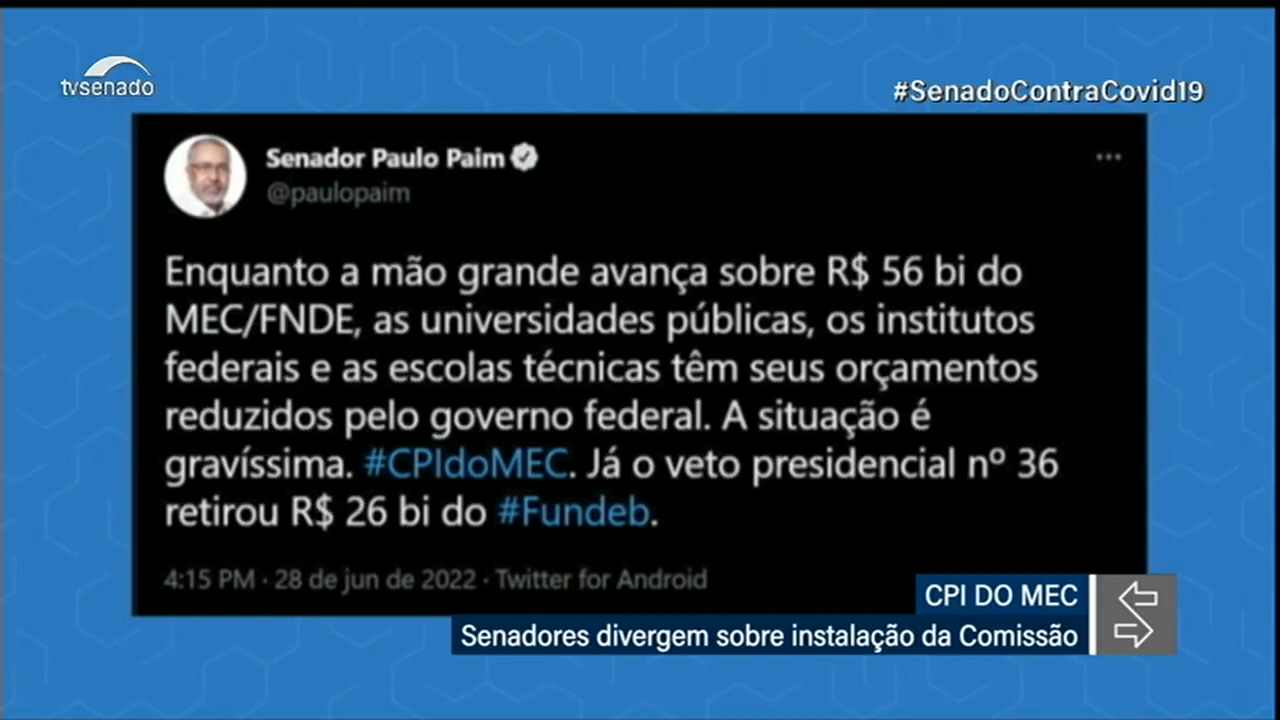 tvsenado
#SenadoContraCovid19
Senador Paulo Paim
@paulopaim
Enquanto a mão grande avança sobre R$ 56 bi do
MEC/FNDE, as universidades públicas, os institutos
federais e as escolas técnicas têm seus orçamentos
reduzidos pelo governo federal. A situação é
gravíssima. #CPIdoMEC. Já o veto presidencial nº 36
retirou R$ 26 bi do #Fundeb.
4:15 PM · 28 de jun de 2022 · Twitter for Android
CPI DO MEC
Senadores divergem sobre instalação da Comissão